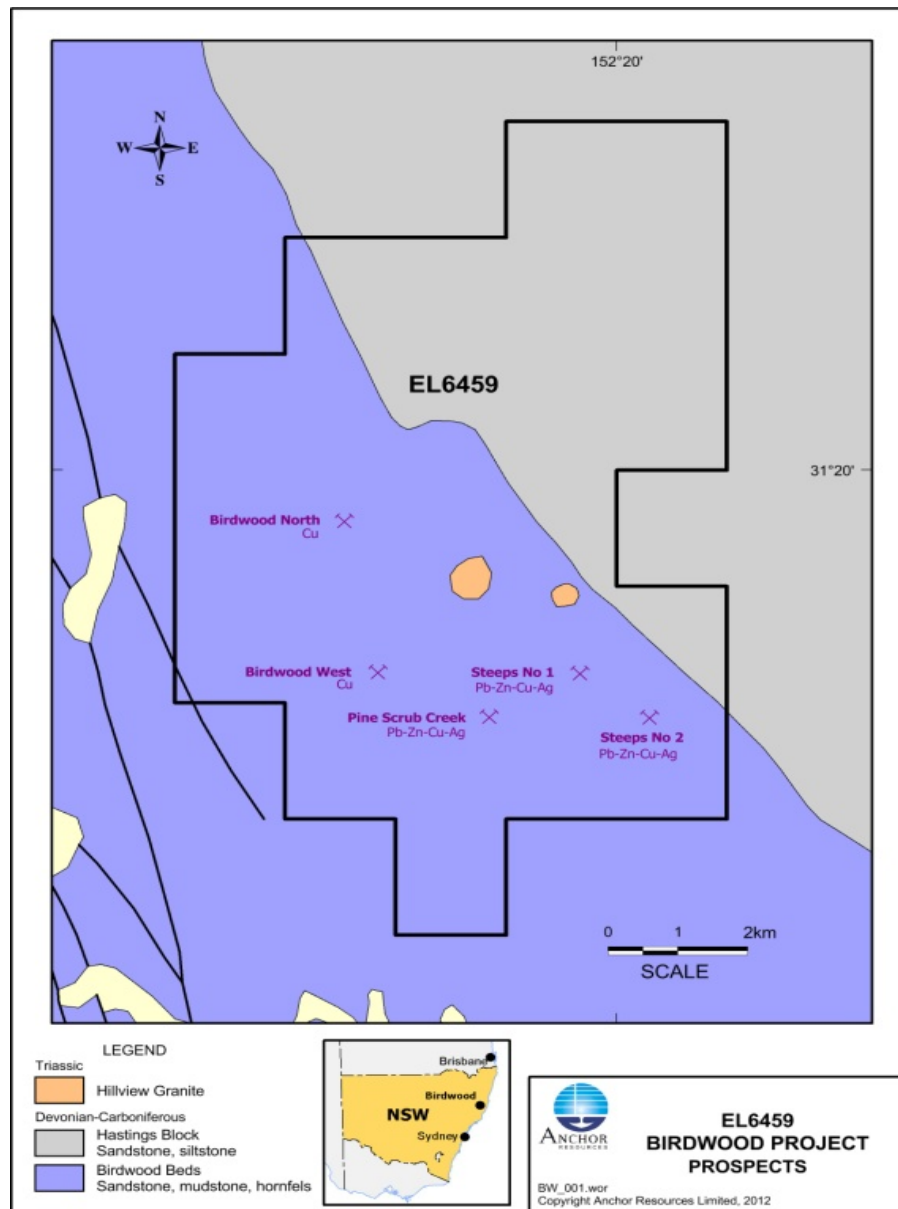 152°20'
N
W E
S
EL6459
31°20'
Birdwood North
Cu
Birdwood West
Cu
Steeps No 1
Pb-Zn-Cu-Ag
Pine Scrub Creek
Pb-Zn-Cu-Ag
Steeps No 2
Pb-Zn-Cu-Ag
0 1 2km
SCALE
LEGEND
Triassic
Hillview Granite
Devonian-Carboniferous
Hastings Block
Sandstone, siltstone
Birdwood Beds
Sandstone, mudstone, hornfels
Brisbane
Birdwood
NSW
Sydney
ANCHOR
RESOURCES
EL6459
BIRDWOOD PROJECT
PROSPECTS
BW_001.wor
Copyright Anchor Resources Limited, 2012